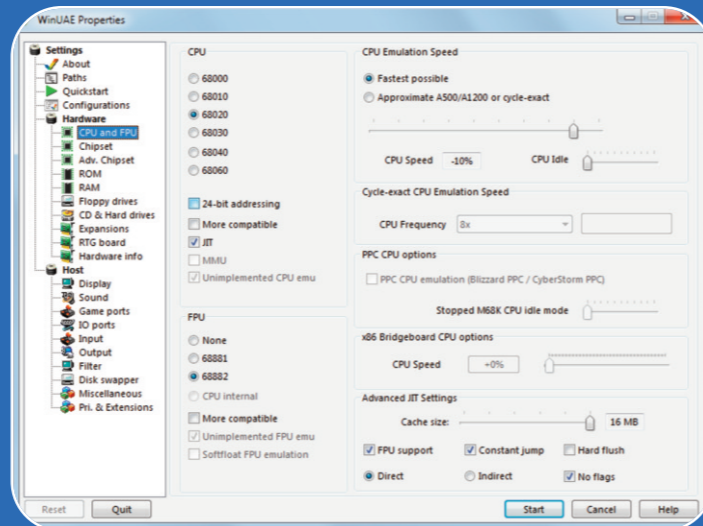 WinUAE Properties
Settings
About
Paths
Quickstart
Configurations
Hardware
CPU and FPU
Chipset
Adv. Chipset
ROM
RAM
Floppy drives
CD & Hard drives
Expansions
RTG board
Hardware info
Host
Display
Sound
Game ports
IO ports
Input
Output
Filter
Disk swapper
Miscellaneous
Pri. & Extensions
CPU
68000
68010
68020
68030
68040
68060
24-bit addressing
More compatible
JIT
MMU
Unimplemented CPU emu
FPU
None
68881
68882
CPU internal
More compatible
Unimplemented FPU emu
Softfloat FPU emulation
CPU Emulation Speed
Fastest possible
Approximate A500/A1200 or cycle-exact
CPU Speed -10% CPU Idle
Cycle-exact CPU Emulation Speed
CPU Frequency 8x
PPC CPU options
PPC CPU emulation (Blizzard PPC / CyberStorm PPC)
Stopped M68K CPU idle mode
x86 Bridgeboard CPU options
CPU Speed +0%
Advanced JIT Settings
Cache size: 16 MB
FPU support Constant jump Hard flush
Direct Indirect No flags
Reset Quit Start Cancel Help